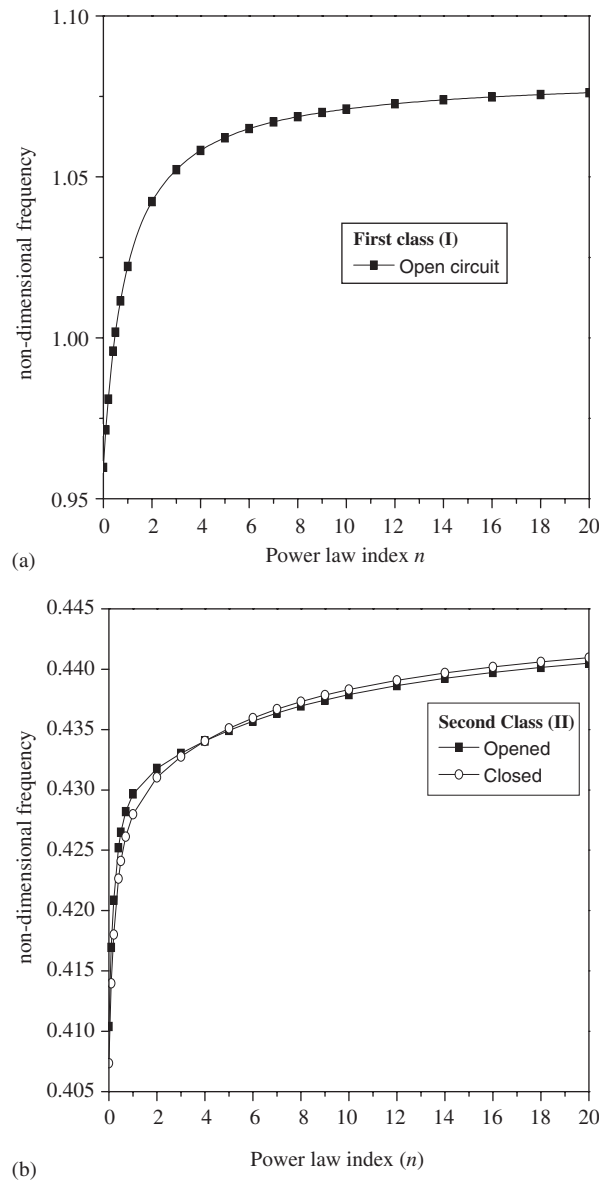 1.10
1.05
1.00
0.95
non-dimensional frequency
First class (I)
Open circuit
0 2 4 6 8 10 12 14 16 18 20
Power law index n
(a)
0.445
0.440
0.435
0.430
0.425
0.420
0.415
0.410
0.405
non-dimensional frequency
Second Class (II)
Opened
Closed
0 2 4 6 8 10 12 14 16 18 20
Power law index (n)
(b)